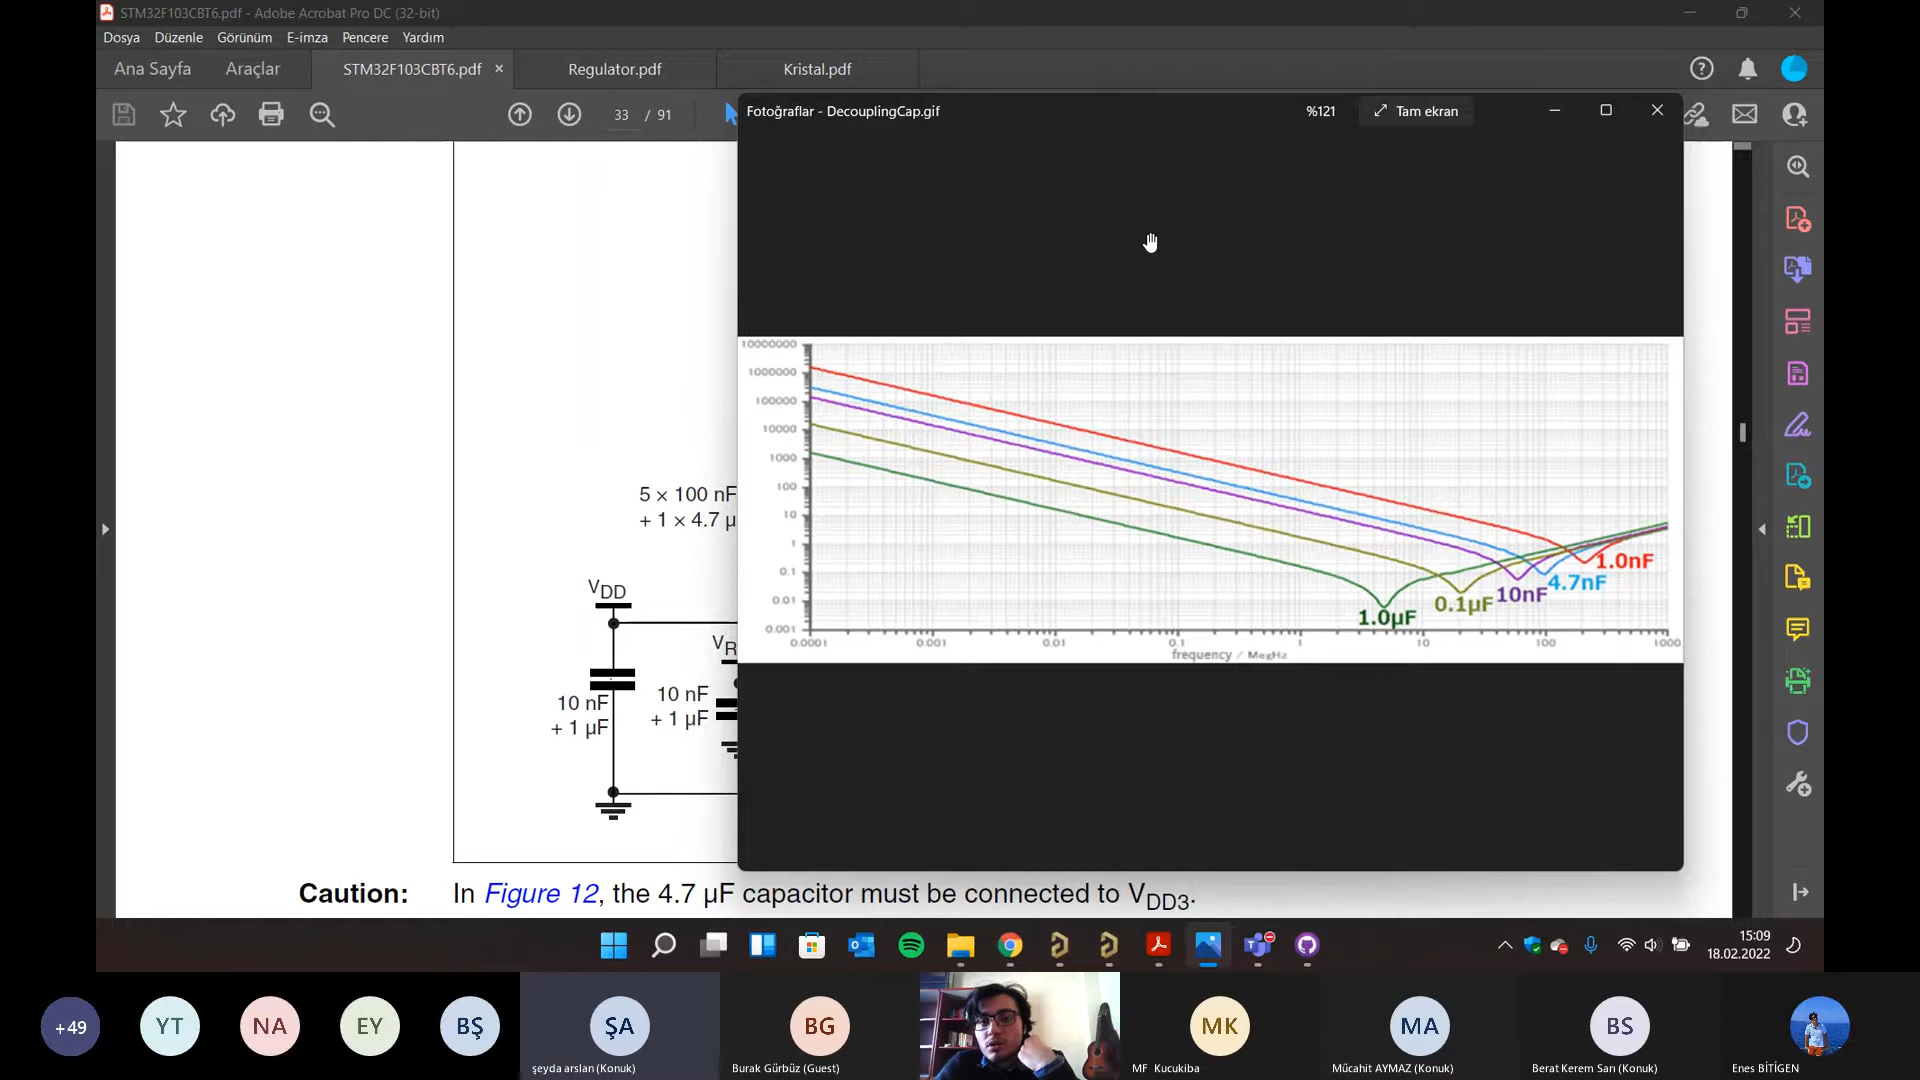 STM32F103CBT6.pdf - Adobe Acrobat Pro DC (32-bit)
Dosya Düzenle Görünüm E-imza Pencere Yardım
Ana Sayfa Araçlar STM32F103CBT6.pdf × Regulator.pdf Kristal.pdf
33 / 91
Fotoğraflar - DecouplingCap.gif %121 Tam ekran
10000000
1000000
100000
10000
1000
100
10
1
0.1
0.01
0.001
0.0001 0.001 0.01 0.1 1 10 100 1000
frequency / MegHz
1.0µF 0.1µF 10nF 4.7nF 1.0nF
5 × 100 nF
+ 1 × 4.7 µ
VDD
VR
10 nF
+ 1 µF
10 nF
+ 1 µF
Caution: In Figure 12, the 4.7 µF capacitor must be connected to VDD3.
15:09
18.02.2022
+49 YT NA EY BŞ ŞA BG MK MA BS
şeyda arslan (Konuk) Burak Gürbüz (Guest) MF Kucukiba Mücahit AYMAZ (Konuk) Berat Kerem Sarı (Konuk) Enes BİTİGEN